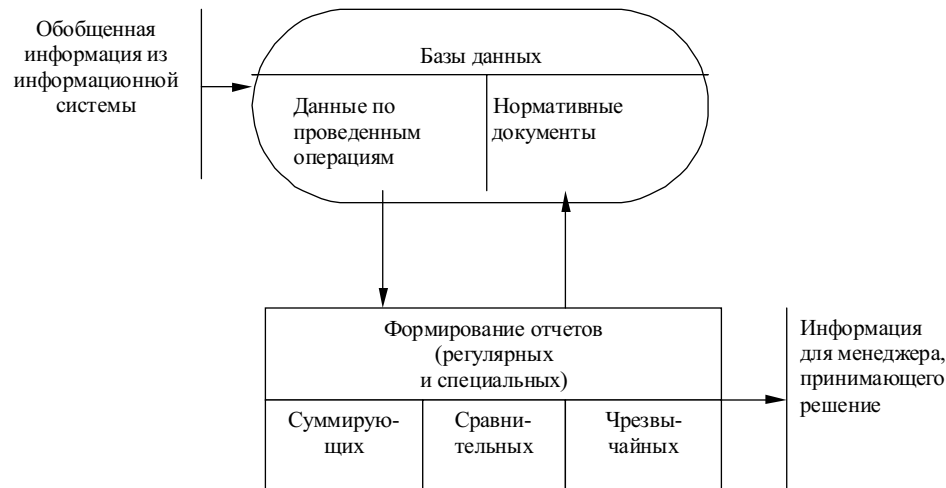 Обобщенная
информация из
информационной
системы
Базы данных
Данные по
проведенным
операциям
Нормативные
документы
Формирование отчетов
(регулярных
и специальных)
Суммирую-
щих
Сравни-
тельных
Чрезвы-
чайных
Информация
для менеджера,
принимающего
решение